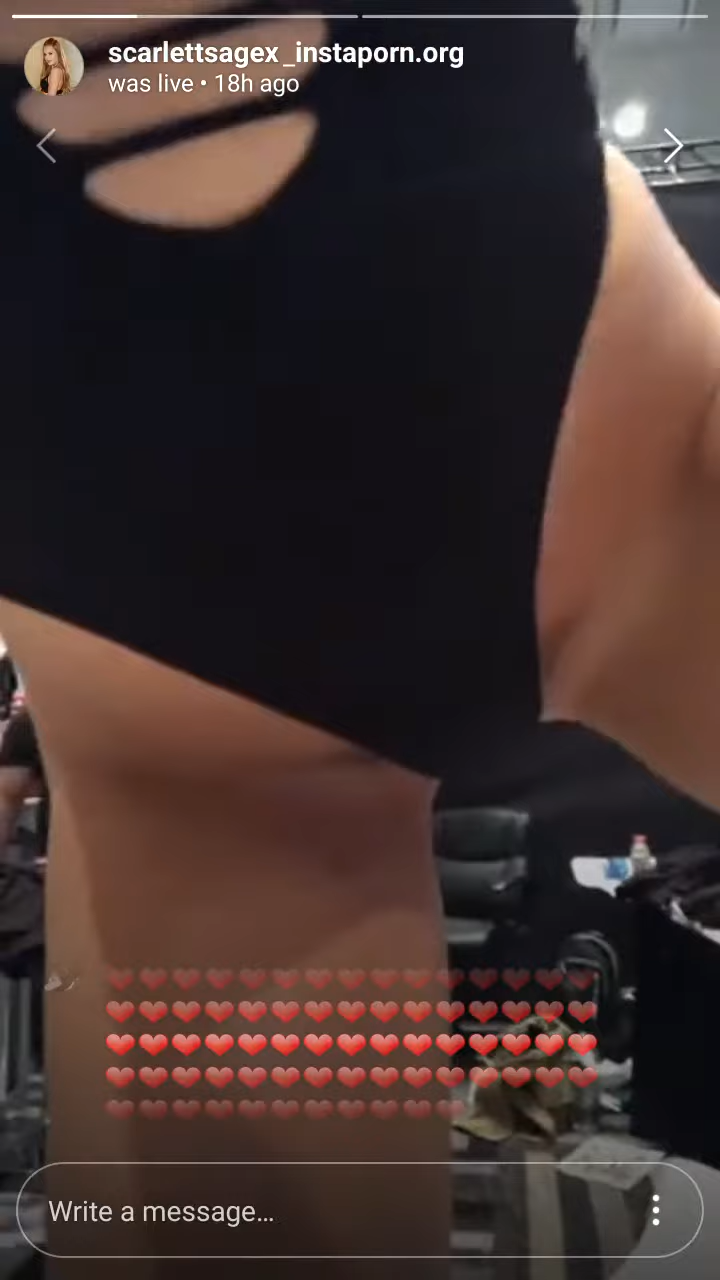 scarlettsagex_instaporn.org
was live • 18h ago
❤❤❤❤❤❤❤❤❤❤❤❤❤❤❤
❤❤❤❤❤❤❤❤❤❤❤❤❤❤❤
❤❤❤❤❤❤❤❤❤❤❤❤❤❤❤
❤❤❤❤❤❤❤❤❤❤❤❤❤❤❤
❤❤❤❤❤❤❤❤❤❤❤
Write a message…